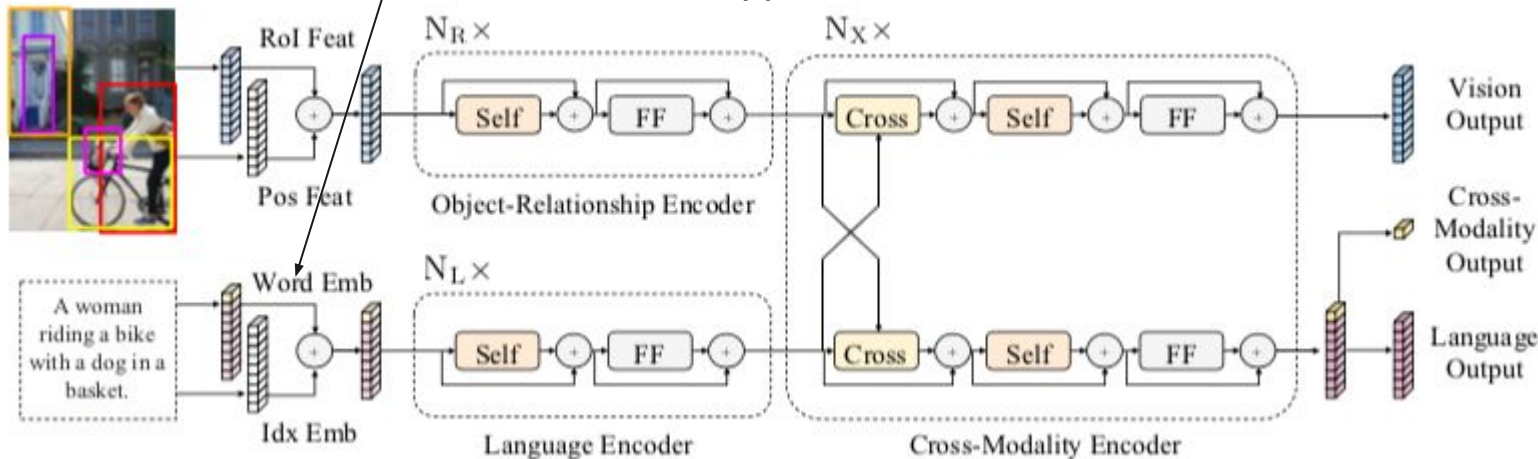 RoI Feat
N_R ×
N_X ×
Self
+
FF
+
Cross
+
Self
+
FF
+
Vision
Output
+
Pos Feat
Object-Relationship Encoder
Cross-
Modality
Output
Word Emb
N_L ×
A woman
riding a bike
with a dog in a
basket.
+
Self
+
FF
+
Cross
+
Self
+
FF
+
Language
Output
Idx Emb
Language Encoder
Cross-Modality Encoder